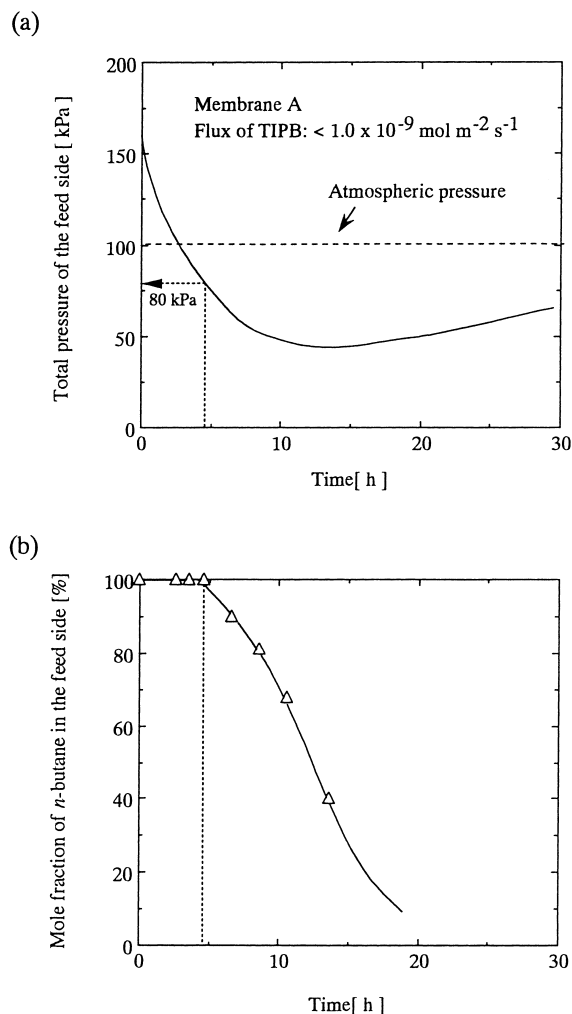 (a)
200
150
100
50
0
Total pressure of the feed side [ kPa ]
Membrane A
Flux of TIPB: < 1.0 x 10-9 mol m-2 s-1
Atmospheric pressure
80 kPa
0 10 20 30
Time[ h ]
(b)
100
80
60
40
20
0
Mole fraction of n-butane in the feed side [%]
0 10 20 30
Time[ h ]